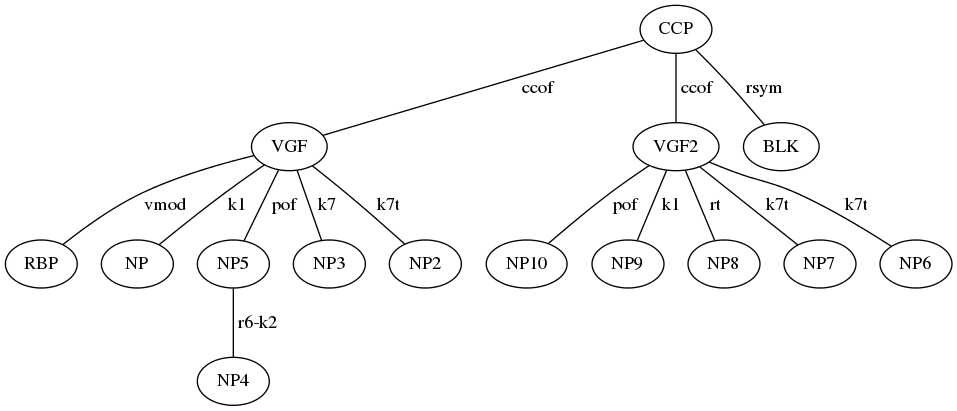 CCP
ccof ccof rsym
VGF VGF2 BLK
vmod k1 pof k7 k7t pof k1 rt k7t k7t
RBP NP NP5 NP3 NP2 NP10 NP9 NP8 NP7 NP6
r6-k2
NP4